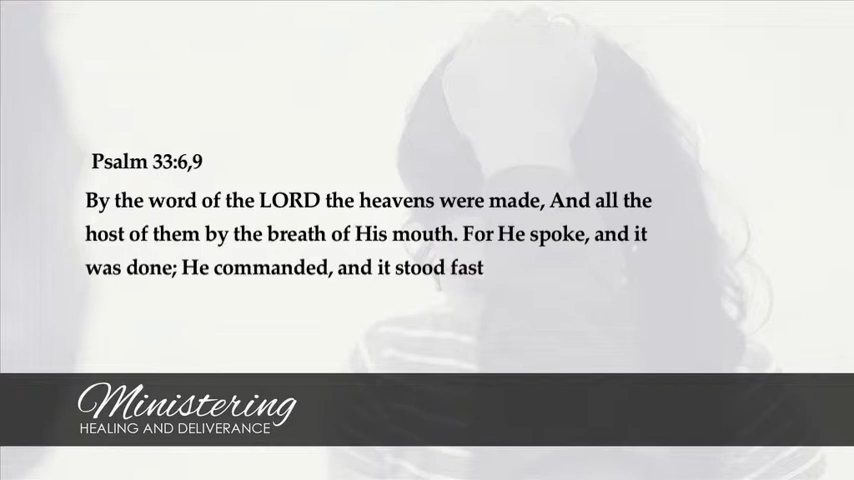 Psalm 33:6,9
By the word of the LORD the heavens were made, And all the
host of them by the breath of His mouth. For He spoke, and it
was done; He commanded, and it stood fast
Ministering
HEALING AND DELIVERANCE